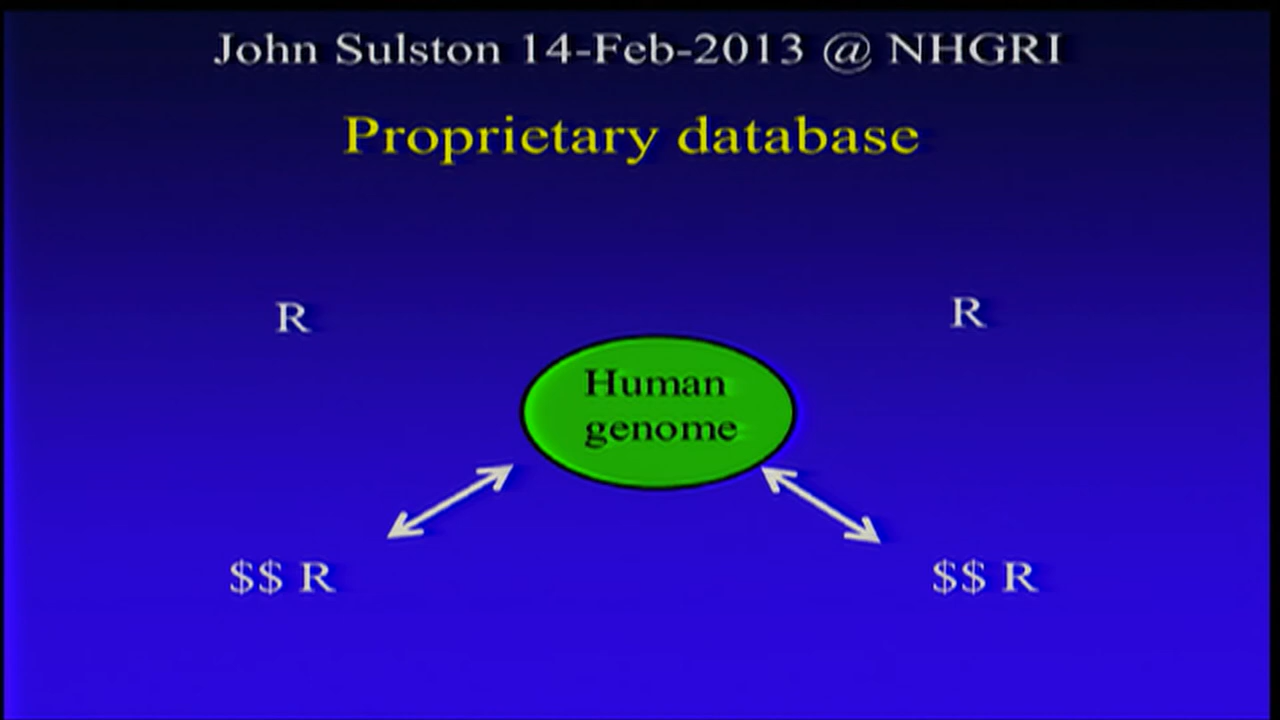 John Sulston 14-Feb-2013 @ NHGRI
Proprietary database
R
R
Human
genome
$$ R
$$ R